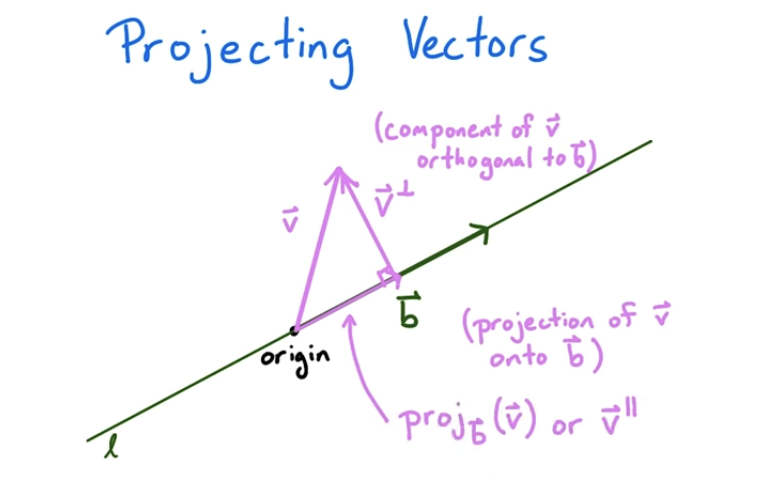 Projecting Vectors
(component of v⃗
orthogonal to b⃗)
v⃗
v⃗⊥
b⃗
origin
(projection of v⃗
onto b⃗)
proj_b⃗(v⃗) or v⃗∥
l